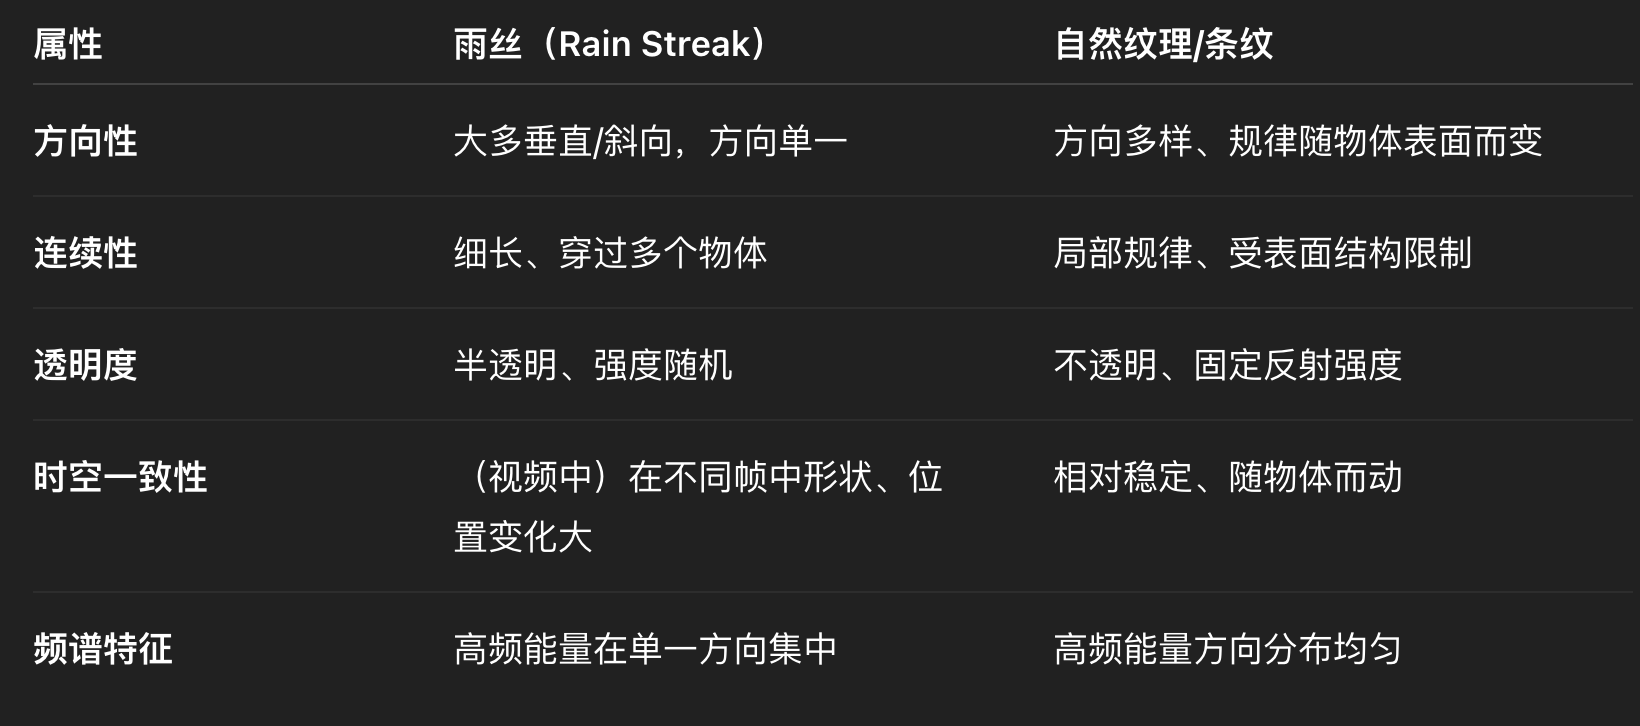 属性 雨丝（Rain Streak） 自然纹理/条纹
方向性 大多垂直/斜向，方向单一 方向多样、规律随物体表面而变
连续性 细长、穿过多个物体 局部规律、受表面结构限制
透明度 半透明、强度随机 不透明、固定反射强度
时空一致性 （视频中）在不同帧中形状、位 相对稳定、随物体而动
置变化大
频谱特征 高频能量在单一方向集中 高频能量方向分布均匀